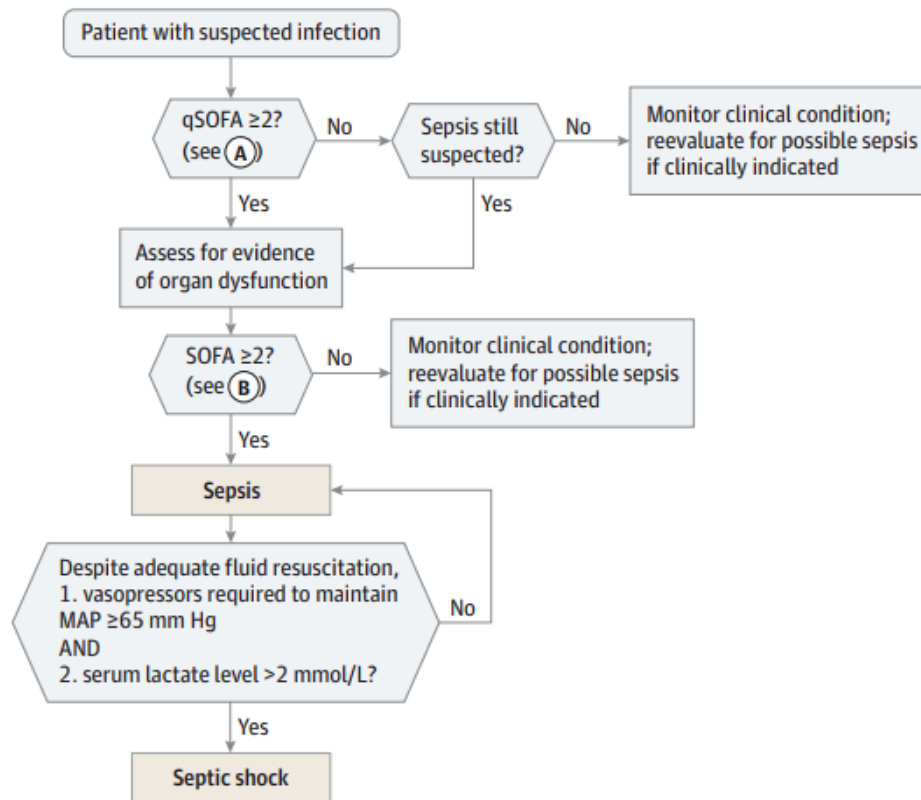 Patient with suspected infection
qSOFA ≥2?
(see A)
No
Sepsis still
suspected?
No
Monitor clinical condition;
reevaluate for possible sepsis
if clinically indicated
Yes
Yes
Assess for evidence
of organ dysfunction
SOFA ≥2?
(see B)
No
Monitor clinical condition;
reevaluate for possible sepsis
if clinically indicated
Yes
Sepsis
Despite adequate fluid resuscitation,
1. vasopressors required to maintain
MAP ≥65 mm Hg
AND
2. serum lactate level >2 mmol/L?
No
Yes
Septic shock